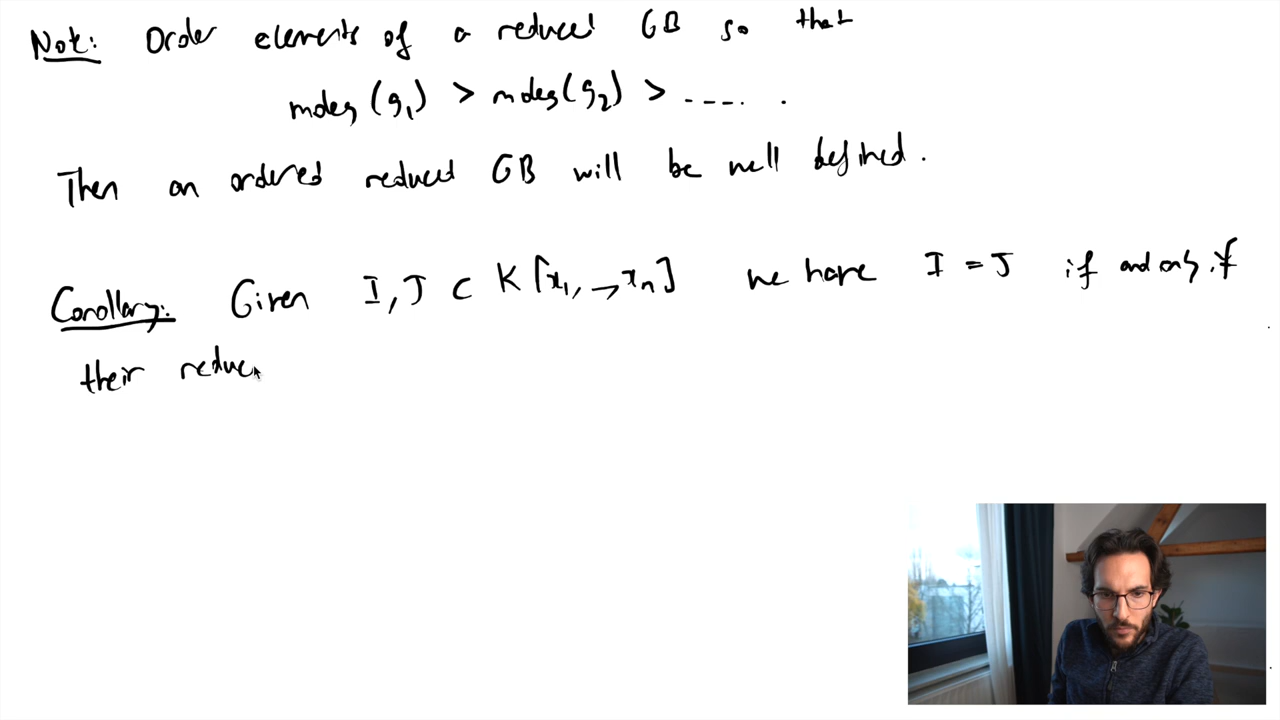 Note: Order elements of a reduced GB so that
mdeg (g₁) > mdeg(g₂) > ---- .
Then an ordered reduced GB will be well defined.
Corollary: Given I, J ⊂ K[x₁, –, xₙ] we have I = J if and only if
their reduce